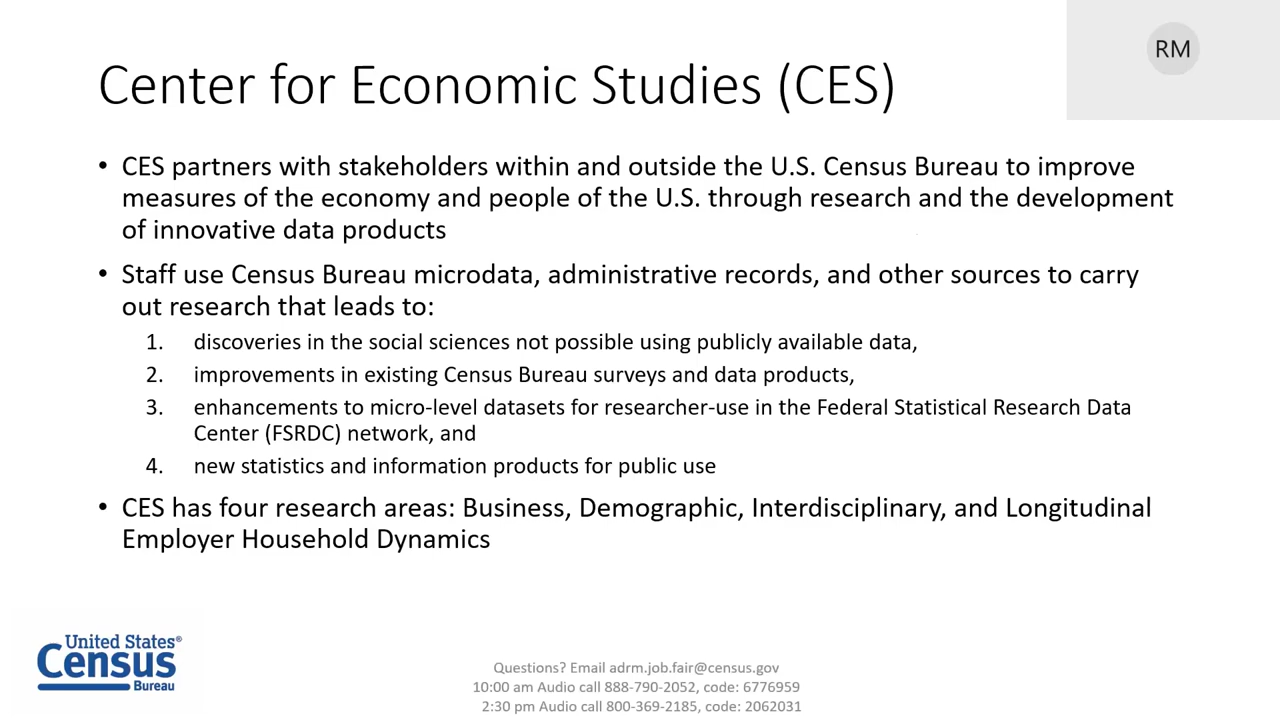 RM
Center for Economic Studies (CES)
• CES partners with stakeholders within and outside the U.S. Census Bureau to improve
measures of the economy and people of the U.S. through research and the development
of innovative data products
• Staff use Census Bureau microdata, administrative records, and other sources to carry
out research that leads to:
1. discoveries in the social sciences not possible using publicly available data,
2. improvements in existing Census Bureau surveys and data products,
3. enhancements to micro-level datasets for researcher-use in the Federal Statistical Research Data
Center (FSRDC) network, and
4. new statistics and information products for public use
• CES has four research areas: Business, Demographic, Interdisciplinary, and Longitudinal
Employer Household Dynamics
United States®
Census
Bureau
Questions? Email adrm.job.fair@census.gov
10:00 am Audio call 888-790-2052, code: 6776959
2:30 pm Audio call 800-369-2185, code: 2062031